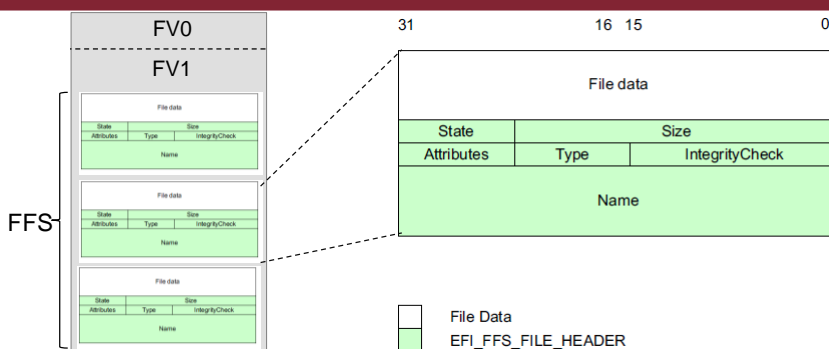 FV0
FV1
FFS
File data
State Size
Attributes Type IntegrityCheck
Name
File data
State Size
Attributes Type IntegrityCheck
Name
File data
State Size
Attributes Type IntegrityCheck
Name
31 16 15 0
File data
State Size
Attributes Type IntegrityCheck
Name
File Data
EFI_FFS_FILE_HEADER